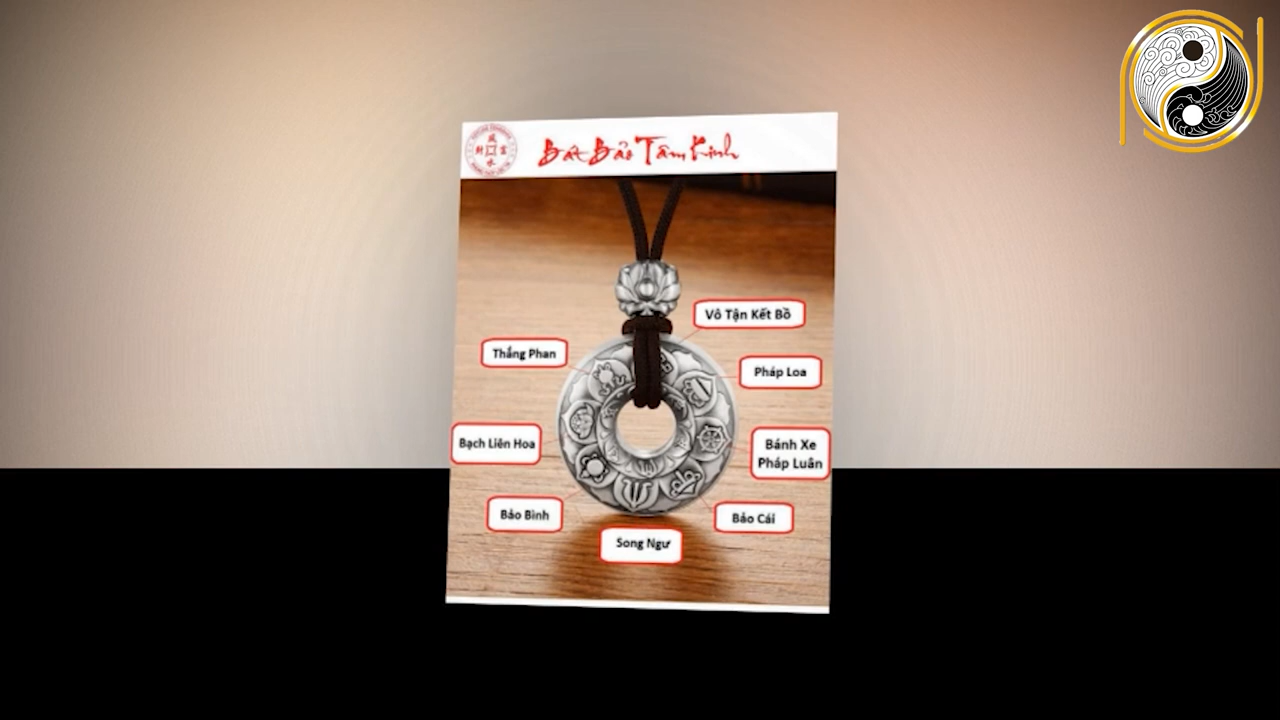 Bát Bảo Tâm Kinh
Vô Tận Kết Bồ
Thắng Phan
Pháp Loa
Bạch Liên Hoa
Bánh Xe
Pháp Luân
Bảo Bình
Bảo Cái
Song Ngư